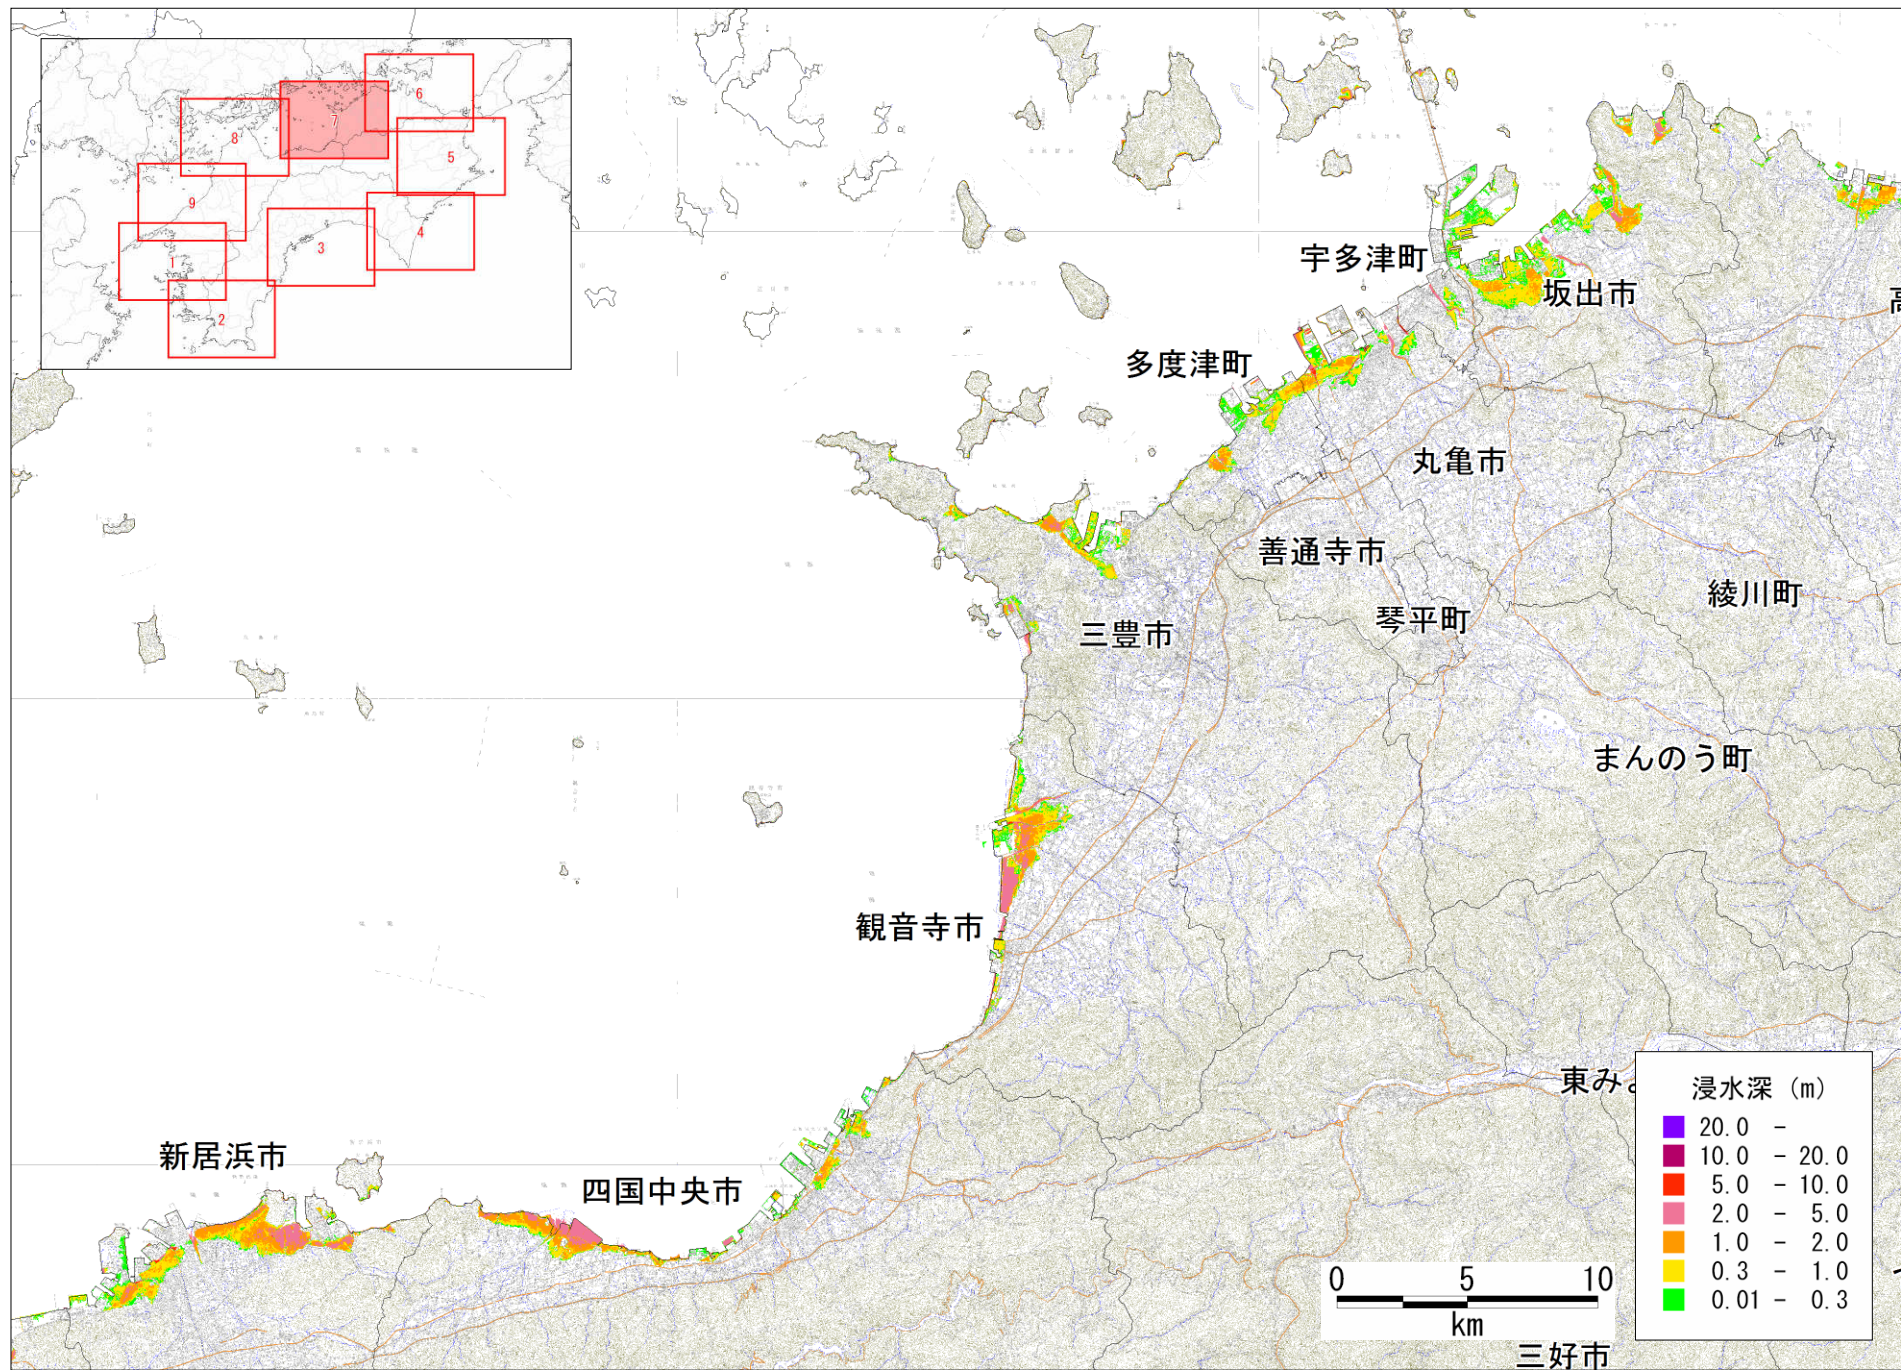 6
7
8
5
9
4
3
1
2
宇多津町
坂出市
高
多度津町
丸亀市
善通寺市
綾川町
琴平町
三豊市
まんのう町
観音寺市
東みよ
新居浜市
四国中央市
浸水深 (m)
20.0 -
10.0 - 20.0
5.0 - 10.0
2.0 - 5.0
1.0 - 2.0
0.3 - 1.0
0.01 - 0.3
0 5 10
km
三好市